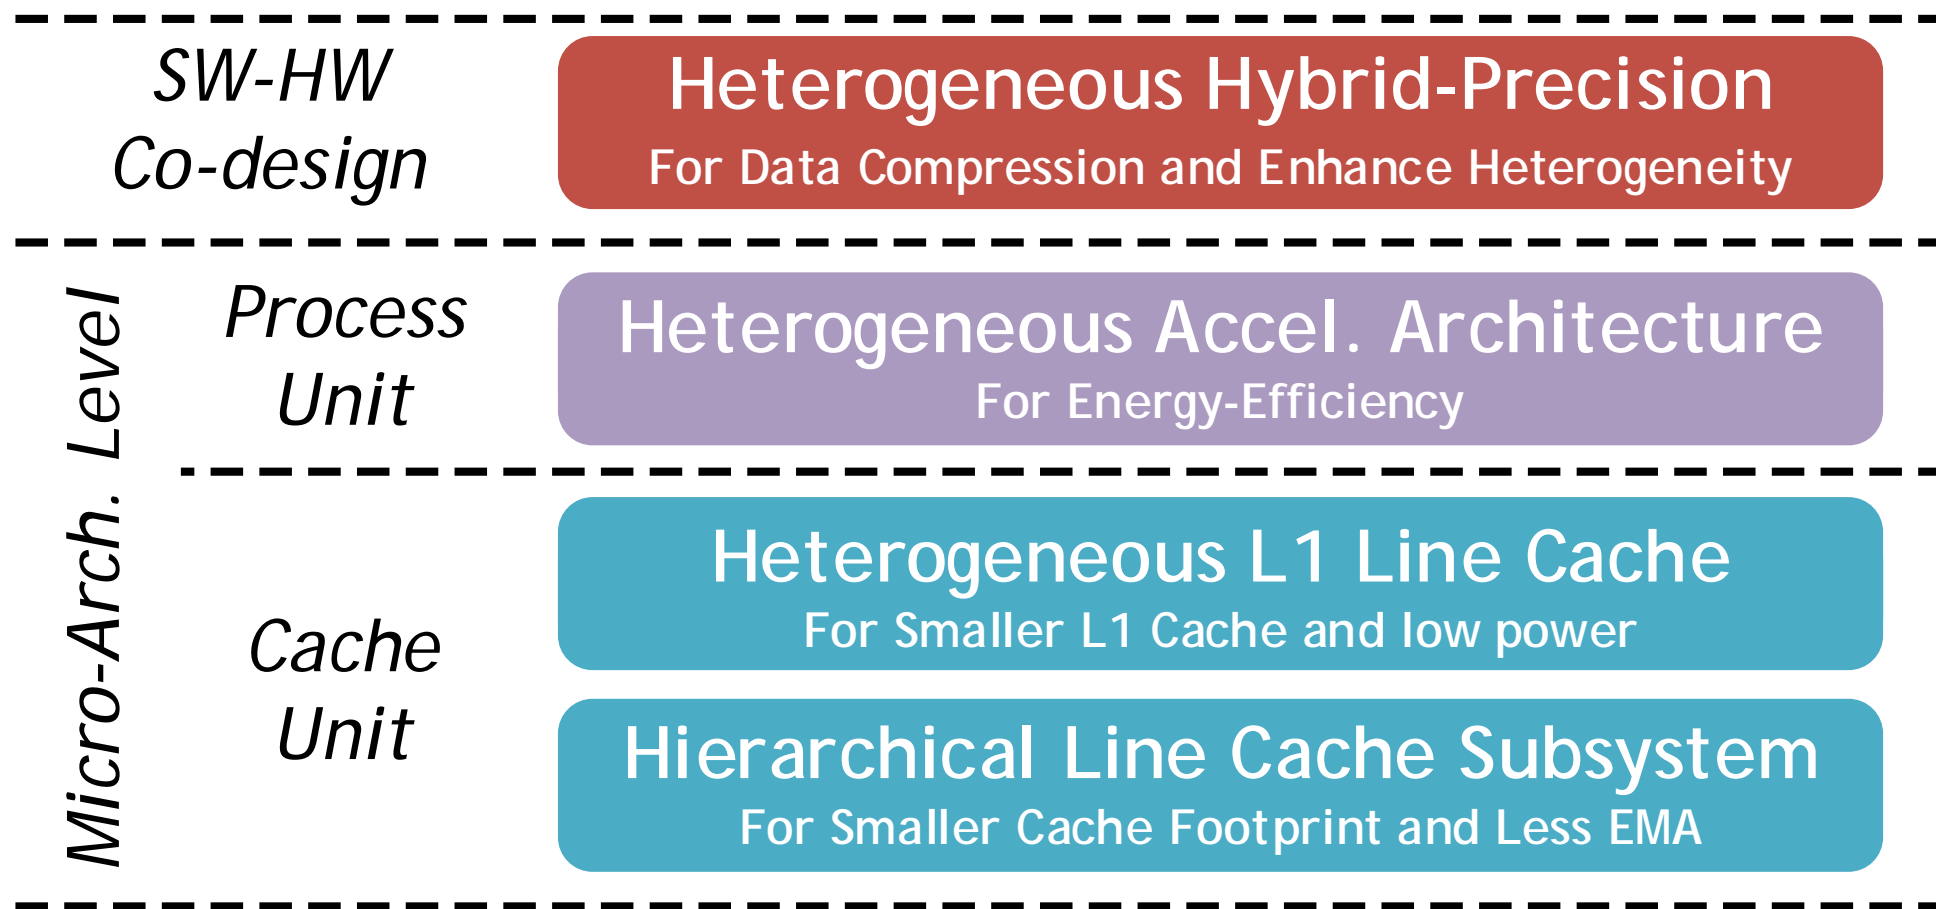 SW-HW
Co-design
Heterogeneous Hybrid-Precision
For Data Compression and Enhance Heterogeneity
Micro-Arch. Level
Process
Unit
Heterogeneous Accel. Architecture
For Energy-Efficiency
Cache
Unit
Heterogeneous L1 Line Cache
For Smaller L1 Cache and low power
Hierarchical Line Cache Subsystem
For Smaller Cache Footprint and Less EMA